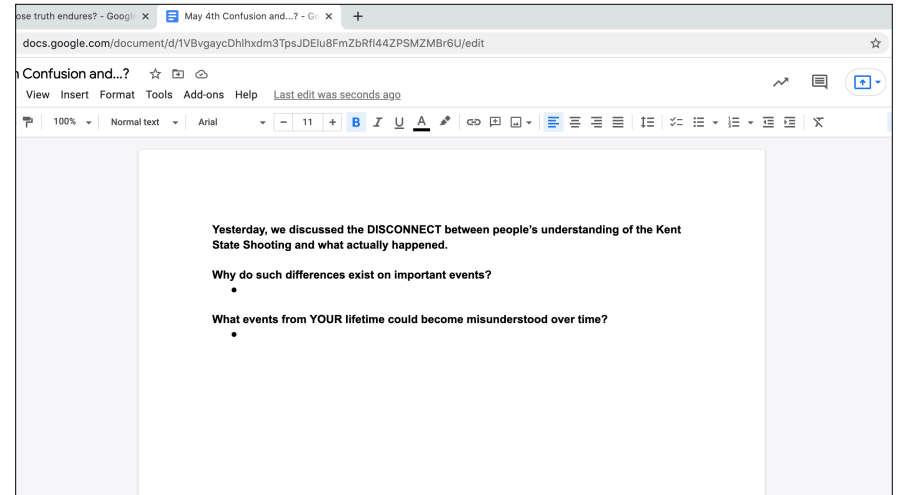 ose truth endures? - Google
May 4th Confusion and...? - Go
docs.google.com/document/d/1VBvgaycDhlhxdm3TpsJDElu8FmZbRfl44ZPSMZMBr6U/edit
Confusion and...?
View Insert Format Tools Add-ons Help Last edit was seconds ago
100% Normal text Arial − 11 + B I U A
Yesterday, we discussed the DISCONNECT between people's understanding of the Kent
State Shooting and what actually happened.
Why do such differences exist on important events?
●
What events from YOUR lifetime could become misunderstood over time?
●